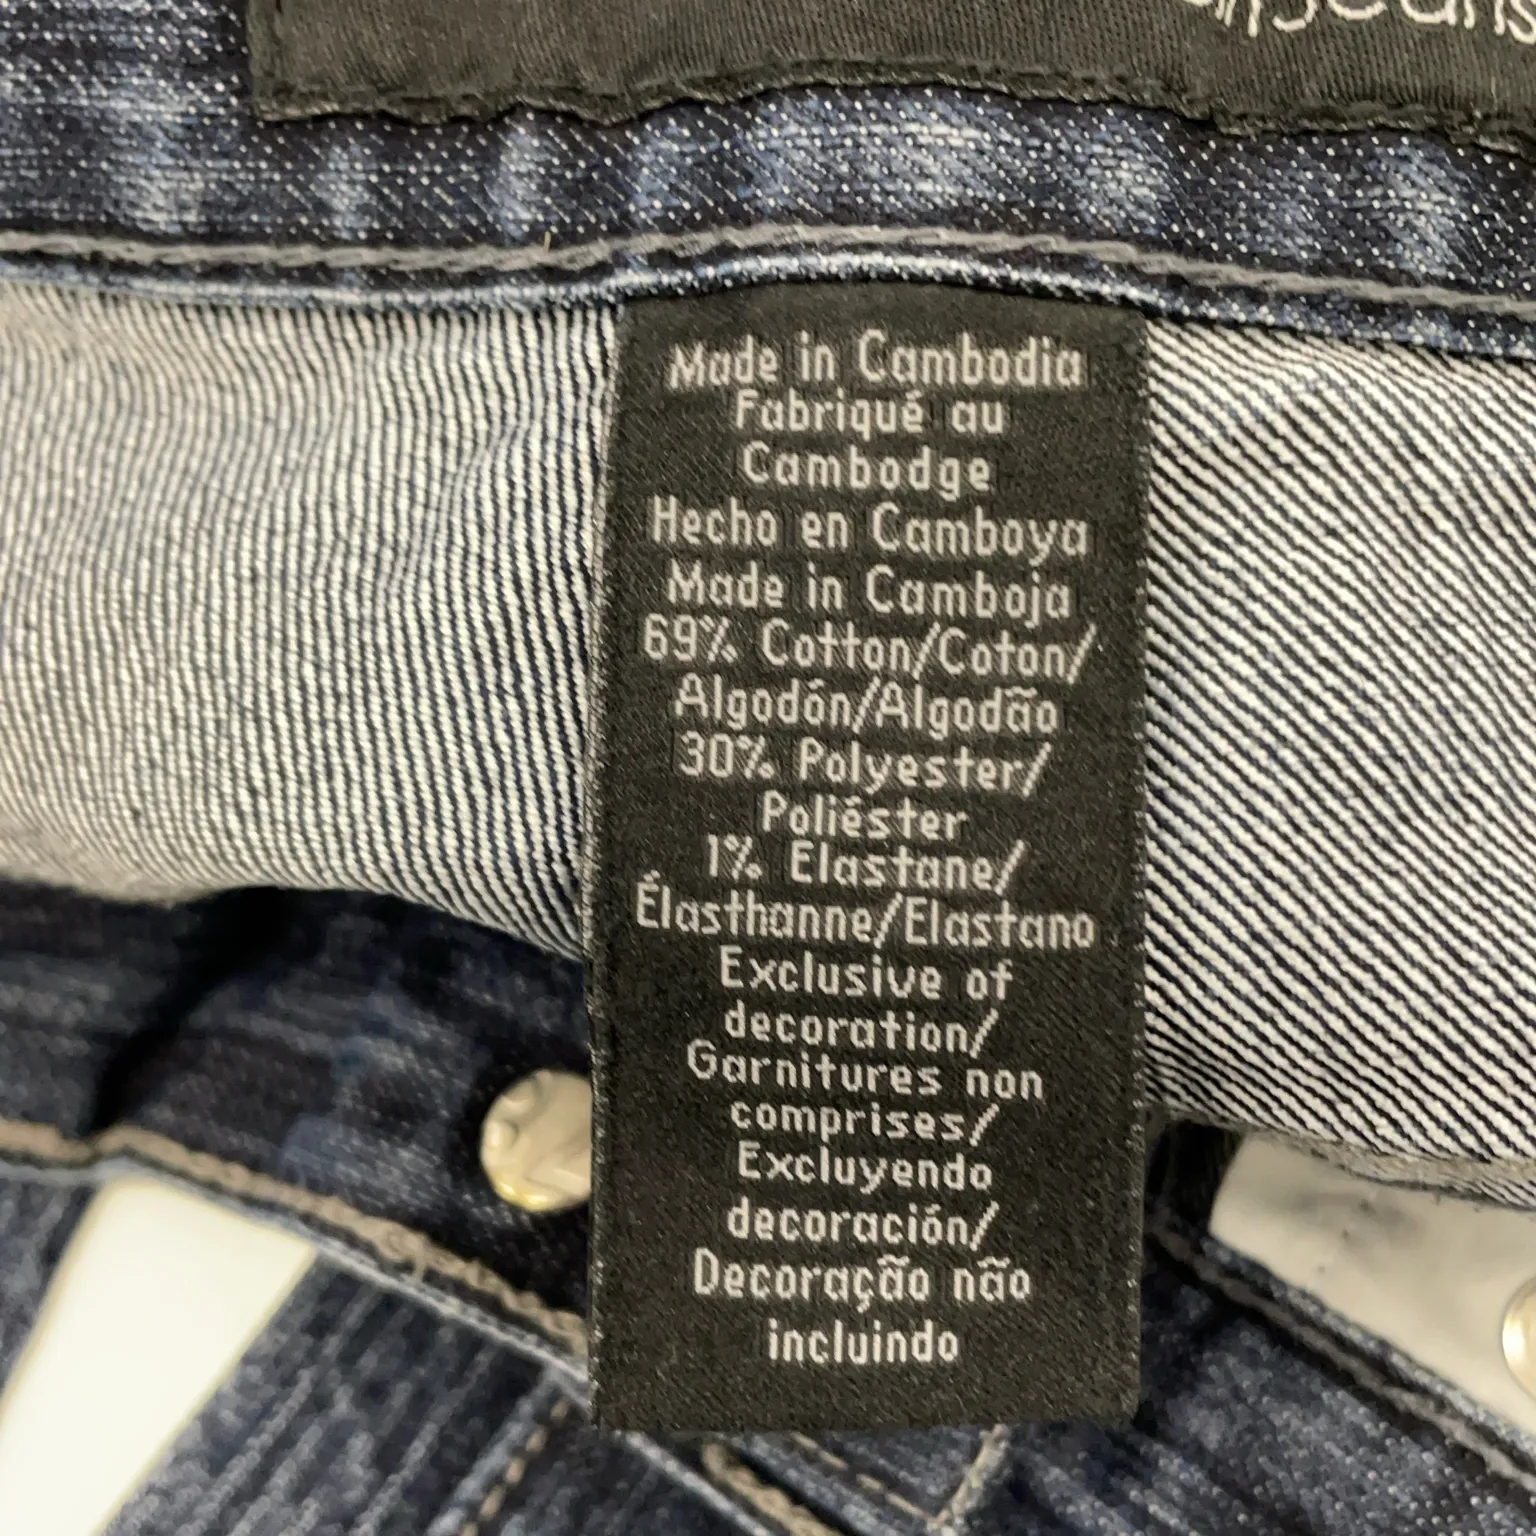 Made in Cambodia
Fabriqué au
Cambodge
Hecho en Camboya
Made in Camboja
69% Cotton/Coton/
Algodón/Algodão
30% Polyester/
Poliéster
1% Elastane/
Élasthanne/Elastano
Exclusive of
decoration/
Garnitures non
comprises/
Excluyendo
decoración/
Decoração não
incluindo